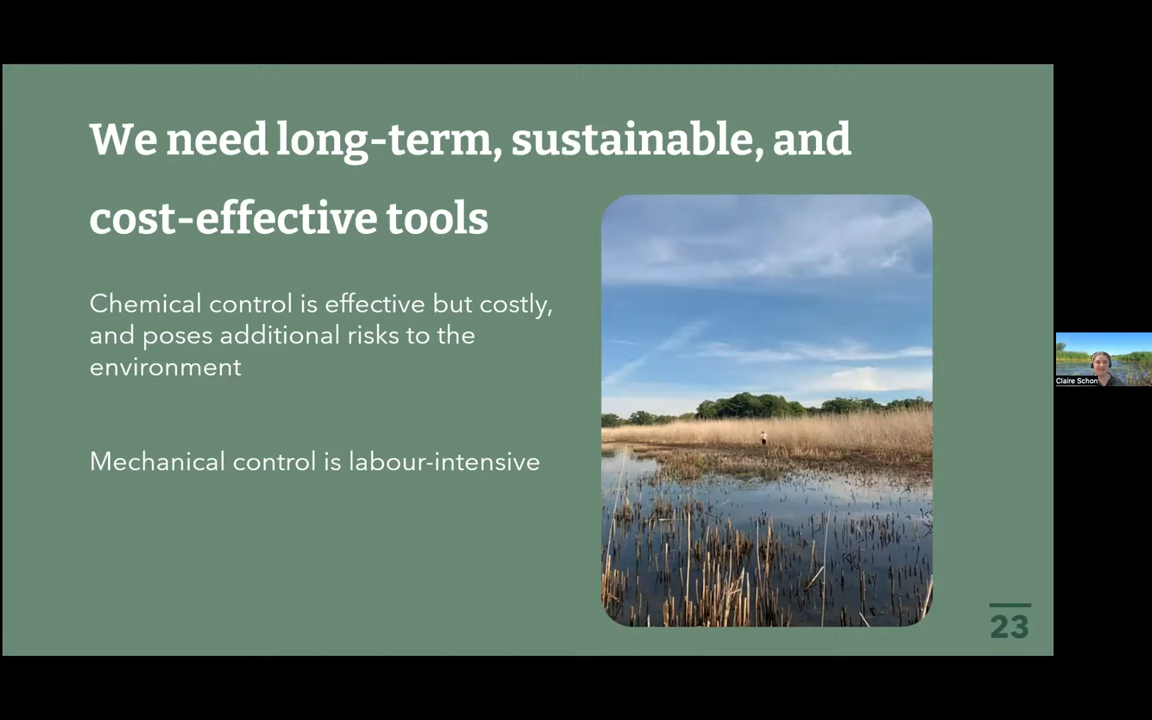 We need long-term, sustainable, and
cost-effective tools
Chemical control is effective but costly,
and poses additional risks to the
environment
Mechanical control is labour-intensive
23
Claire Schon